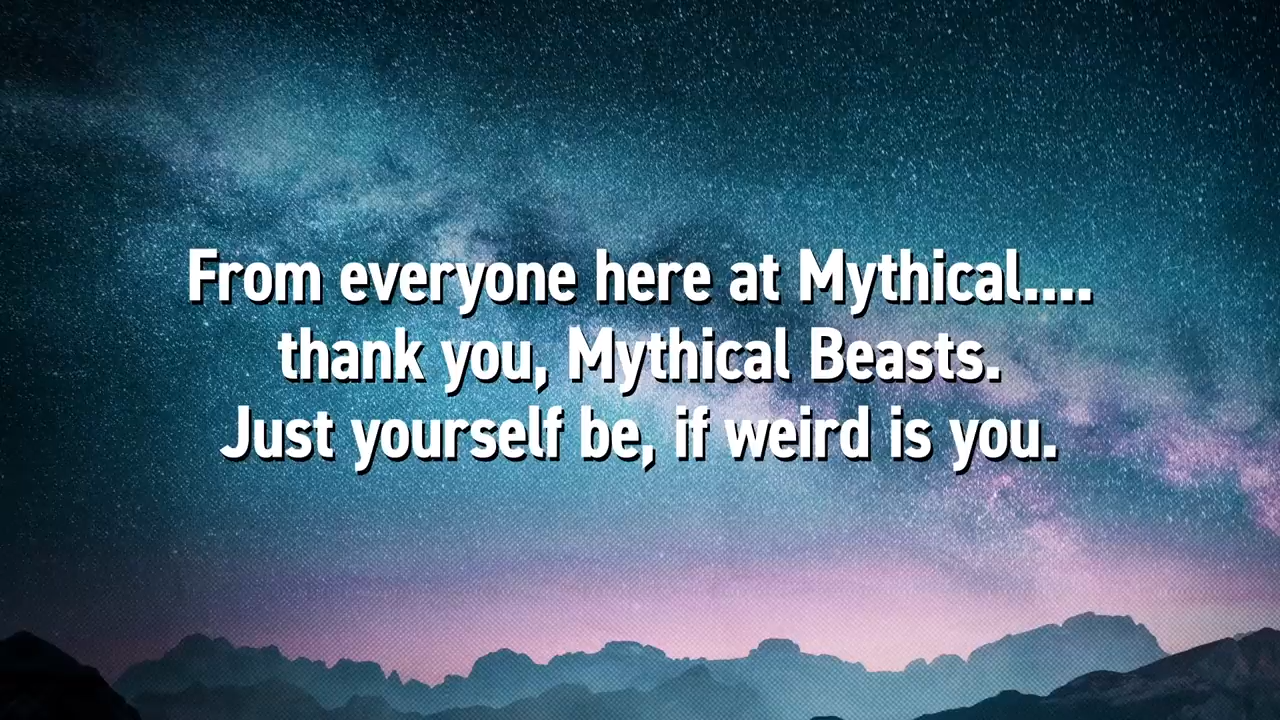 From everyone here at Mythical....
thank you, Mythical Beasts.
Just yourself be, if weird is you.